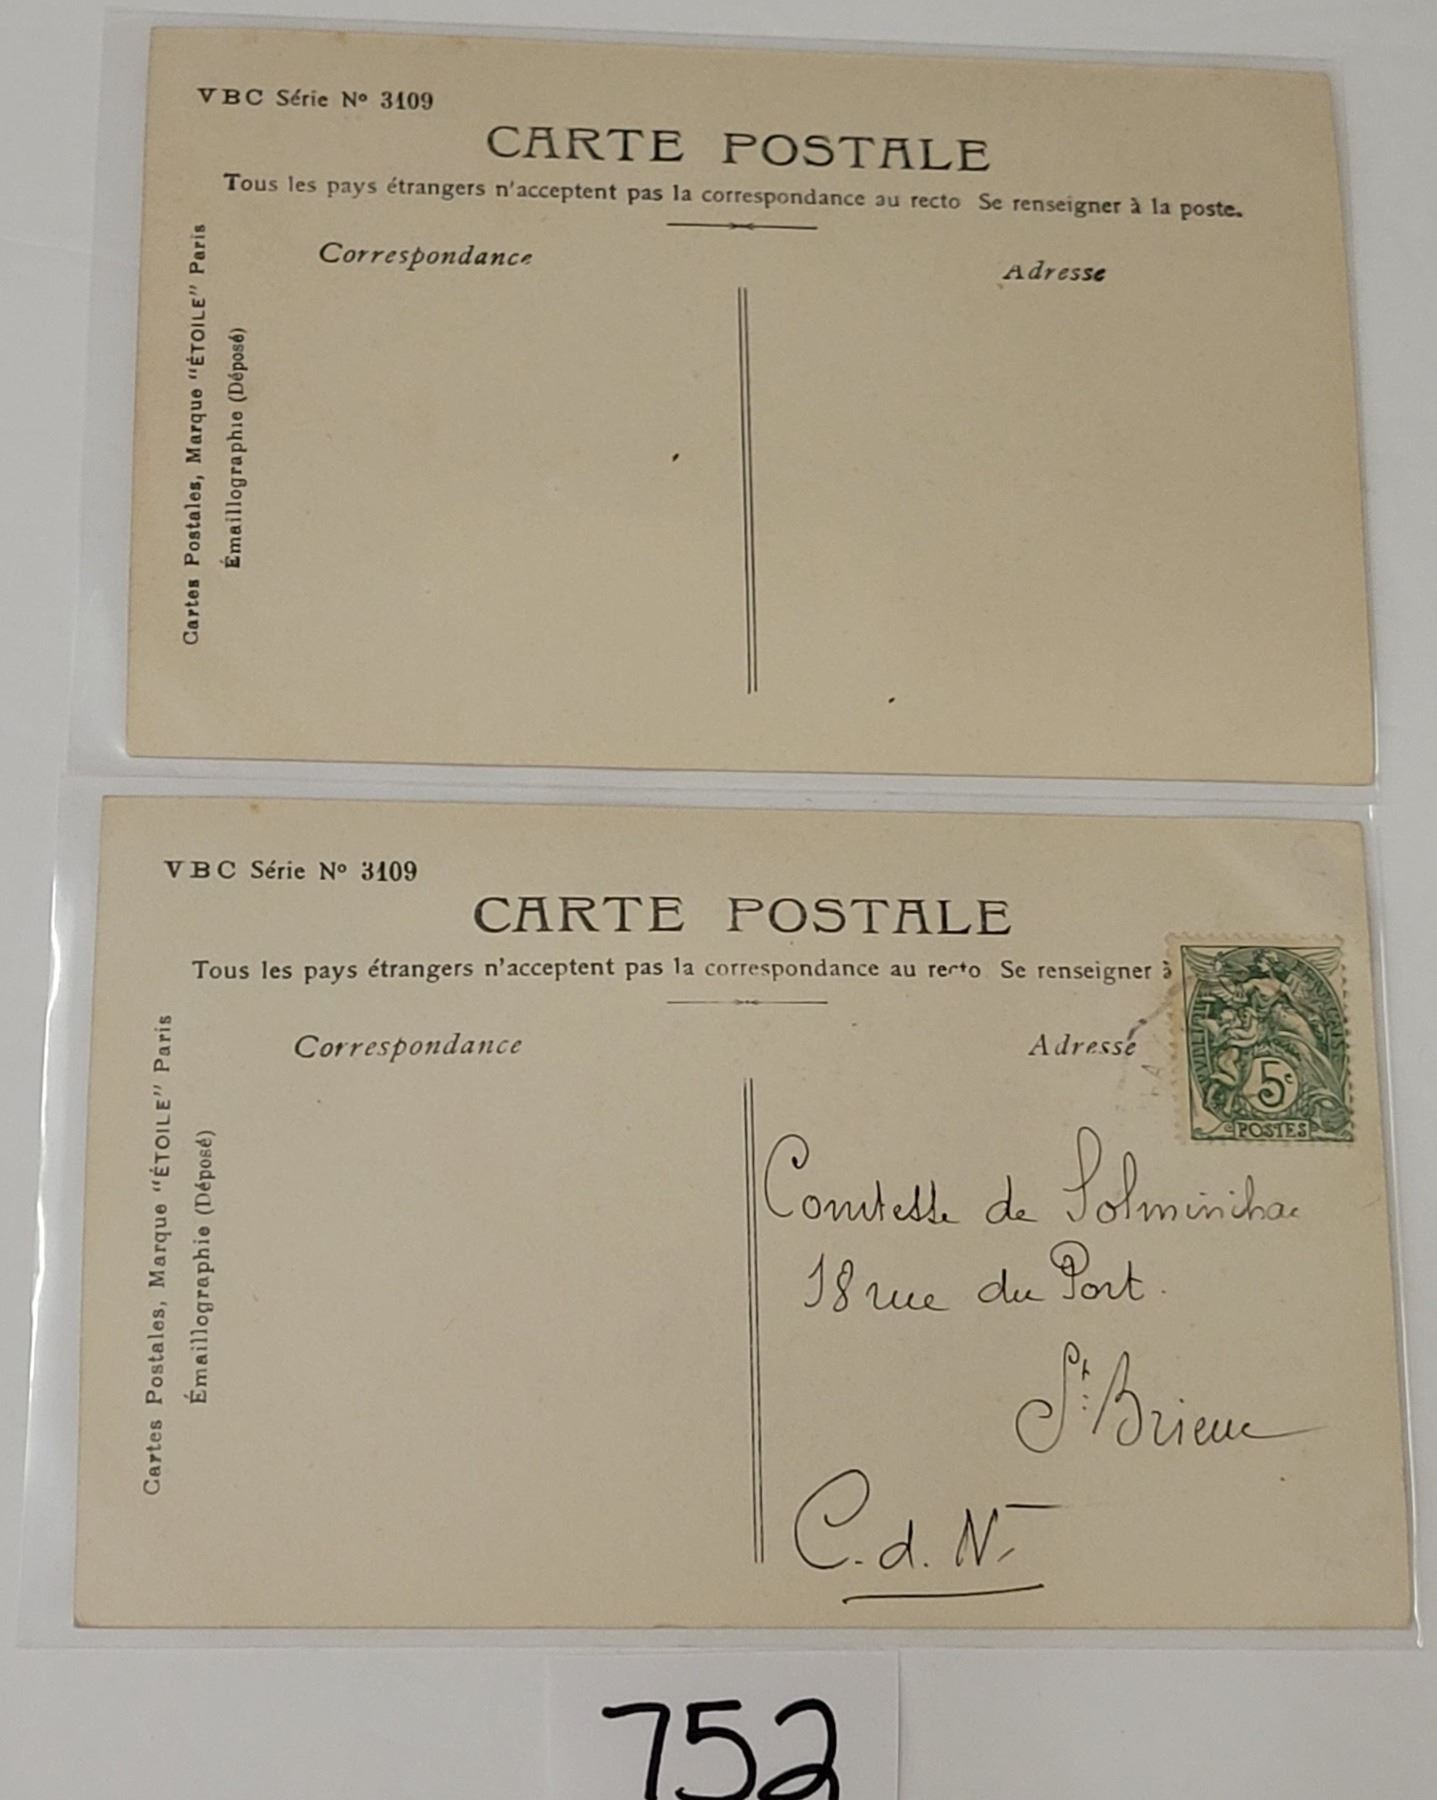 VBC Série Nº 3109
CARTE POSTALE
Tous les pays étrangers n'acceptent pas la correspondance au recto Se renseigner à la poste.
Correspondance
Adresse
Cartes Postales, Marque "ÉTOILE" Paris
Émaillographie (Déposé)
VBC Série Nº 3109
CARTE POSTALE
Tous les pays étrangers n'acceptent pas la correspondance au recto Se renseigner à
Correspondance
Adresse
Cartes Postales, Marque "ÉTOILE" Paris
Émaillographie (Déposé)
REPUBLIQUE FRANÇAISE
5c
POSTES
Comtesse de Solminihac
18 rue du Port.
St Brieuc
C. d. N.
752